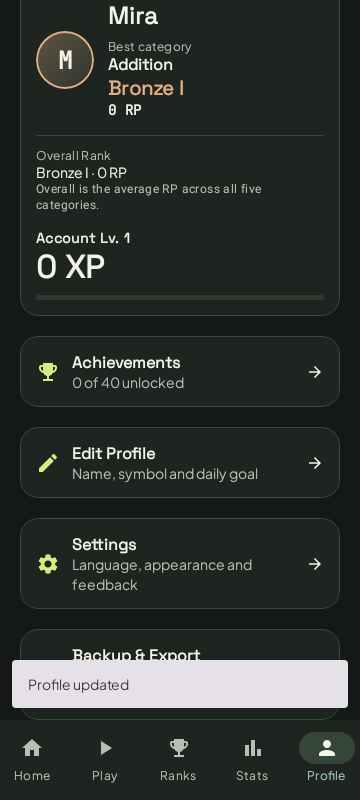 Mira
M
Best category
Addition
Bronze I
0 RP
Overall Rank
Bronze I · 0 RP
Overall is the average RP across all five
categories.
Account Lv. 1
0 XP
Achievements
0 of 40 unlocked
Edit Profile
Name, symbol and daily goal
Settings
Language, appearance and
feedback
Backup & Export
Profile updated
Home
Play
Ranks
Stats
Profile